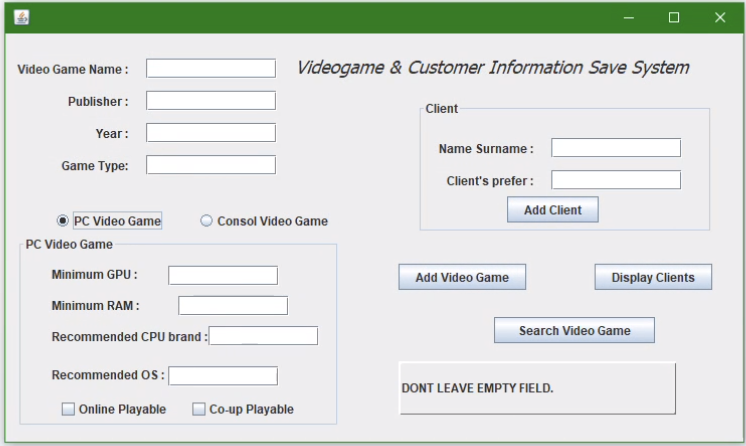 Video Game Name :
Videogame & Customer Information Save System
Publisher :
Year :
Game Type:
Client
Name Surname :
Client's prefer :
Add Client
PC Video Game
Consol Video Game
PC Video Game
Minimum GPU :
Minimum RAM :
Recommended CPU brand :
Recommended OS :
Online Playable
Co-up Playable
Add Video Game
Display Clients
Search Video Game
DONT LEAVE EMPTY FIELD.